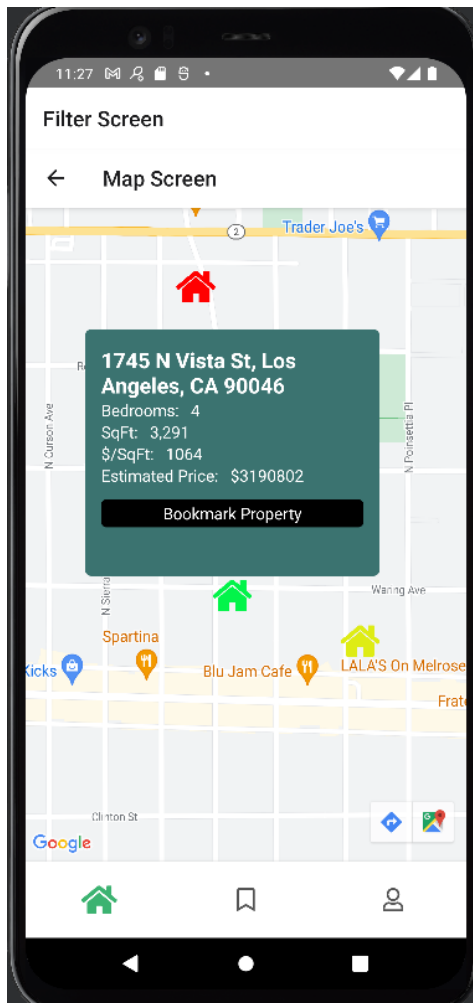 11:27
Filter Screen
Map Screen
2
Trader Joe's
1745 N Vista St, Los
Angeles, CA 90046
Bedrooms: 4
SqFt: 3,291
$/SqFt: 1064
Estimated Price: $3190802
Bookmark Property
N Curson Ave
N Poinsettia Pl
N Sierra
Waring Ave
Spartina
Kicks
Blu Jam Cafe
LALA'S On Melrose
Frat
Clinton St
Google